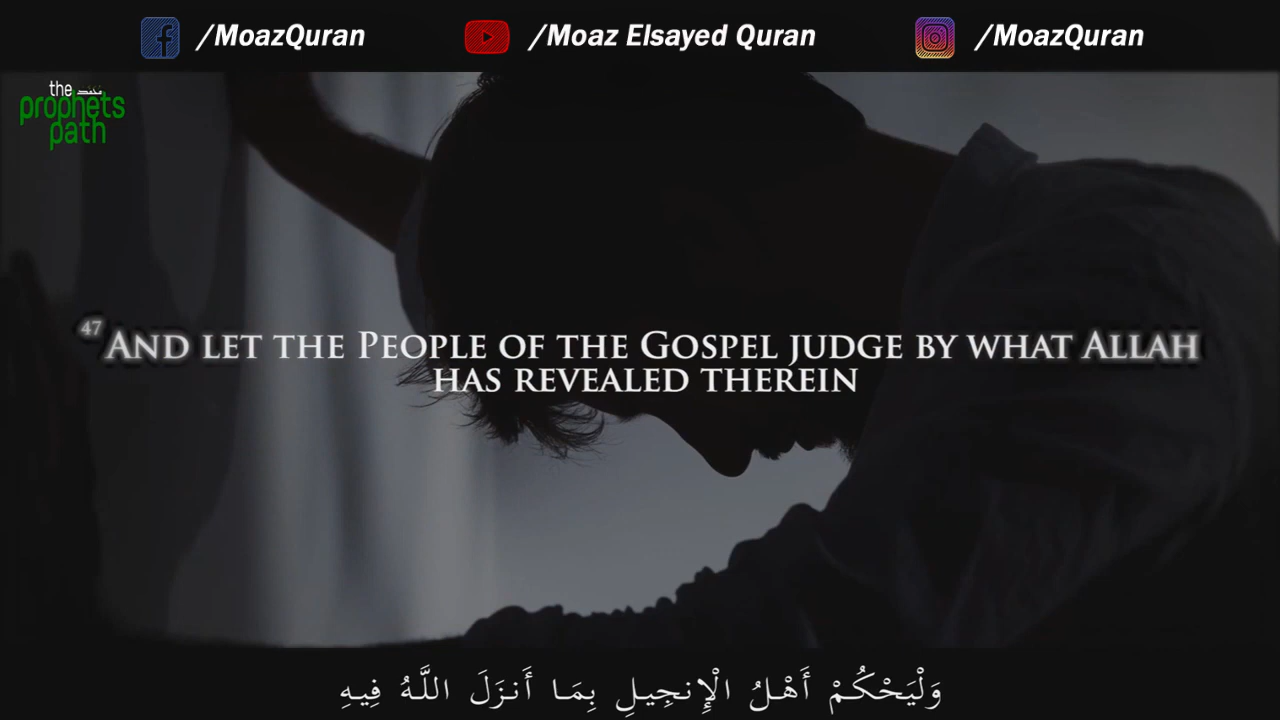 /MoazQuran
/Moaz Elsayed Quran
/MoazQuran
the محمد
prophets
path
47 AND LET THE PEOPLE OF THE GOSPEL JUDGE BY WHAT ALLAH
HAS REVEALED THEREIN
وَلْيَحْكُمْ أَهْلُ الْإِنجِيلِ بِمَا أَنزَلَ اللَّهُ فِيهِ